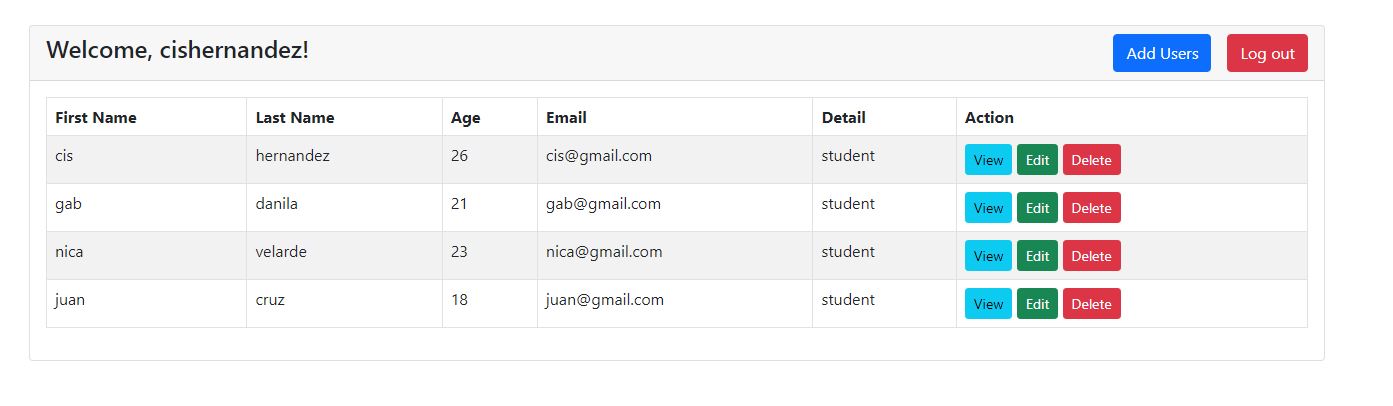 Welcome, cishernandez! Add Users Log out
First Name Last Name Age Email Detail Action
cis hernandez 26 cis@gmail.com student View Edit Delete
gab danila 21 gab@gmail.com student View Edit Delete
nica velarde 23 nica@gmail.com student View Edit Delete
juan cruz 18 juan@gmail.com student View Edit Delete